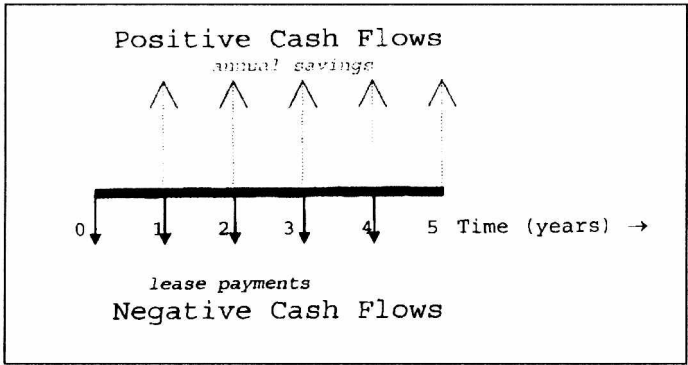 Positive Cash Flows
annual savings
0 1 2 3 4 5 Time (years) →
lease payments
Negative Cash Flows